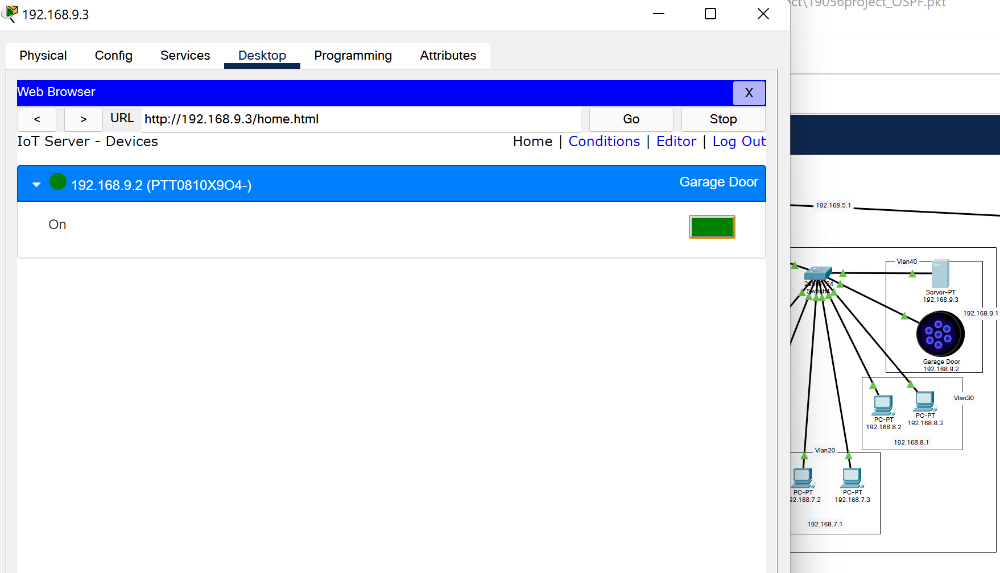 192.168.9.3
ct\19056project_OSPF.pkt
Physical Config Services Desktop Programming Attributes
Web Browser X
< > URL http://192.168.9.3/home.html Go Stop
IoT Server - Devices Home | Conditions | Editor | Log Out
192.168.9.2 (PTT0810X9O4-) Garage Door
On
192.168.5.1
Vlan40
Switch4
Server-PT
192.168.9.3
192.168.9.1
Garage Door
192.168.9.2
Vlan30
PC-PT
192.168.8.2
PC-PT
192.168.8.3
192.168.8.1
Vlan20
PC-PT
92.168.7.2
PC-PT
192.168.7.3
192.168.7.1